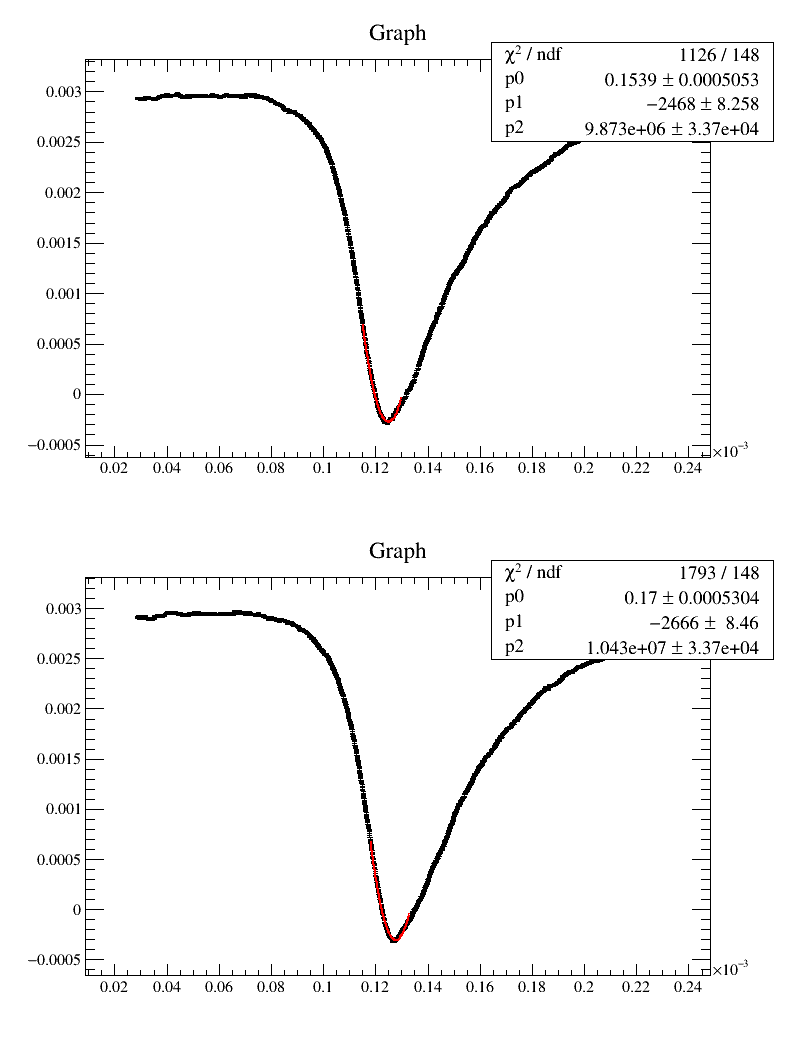 Graph
χ² / ndf 1126 / 148
p0 0.1539 ± 0.0005053
p1 −2468 ± 8.258
p2 9.873e+06 ± 3.37e+04
0.003
0.0025
0.002
0.0015
0.001
0.0005
0
−0.0005
0.02 0.04 0.06 0.08 0.1 0.12 0.14 0.16 0.18 0.2 0.22 0.24
×10⁻³
Graph
χ² / ndf 1793 / 148
p0 0.17 ± 0.0005304
p1 −2666 ± 8.46
p2 1.043e+07 ± 3.37e+04
0.003
0.0025
0.002
0.0015
0.001
0.0005
0
−0.0005
0.02 0.04 0.06 0.08 0.1 0.12 0.14 0.16 0.18 0.2 0.22 0.24
×10⁻³